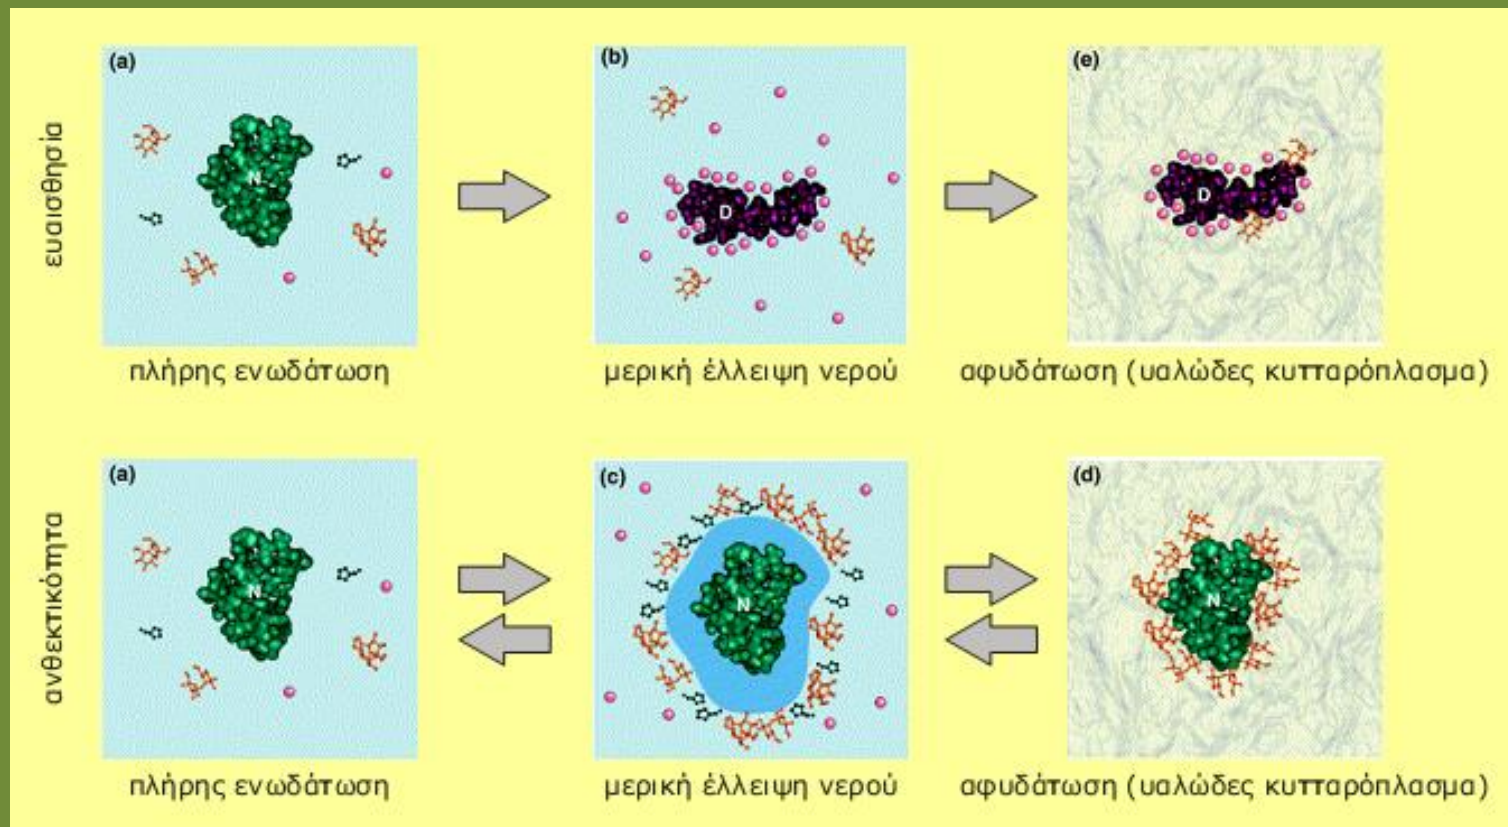 ευαισθησία
(a)
N
(b)
D
(e)
D
πλήρης ενωδάτωση
μερική έλλειψη νερού
αφυδάτωση (υαλώδες κυτταρόπλασμα)
ανθεκτικότητα
(a)
N
(c)
N
(d)
N
πλήρης ενωδάτωση
μερική έλλειψη νερού
αφυδάτωση (υαλώδες κυτταρόπλασμα)